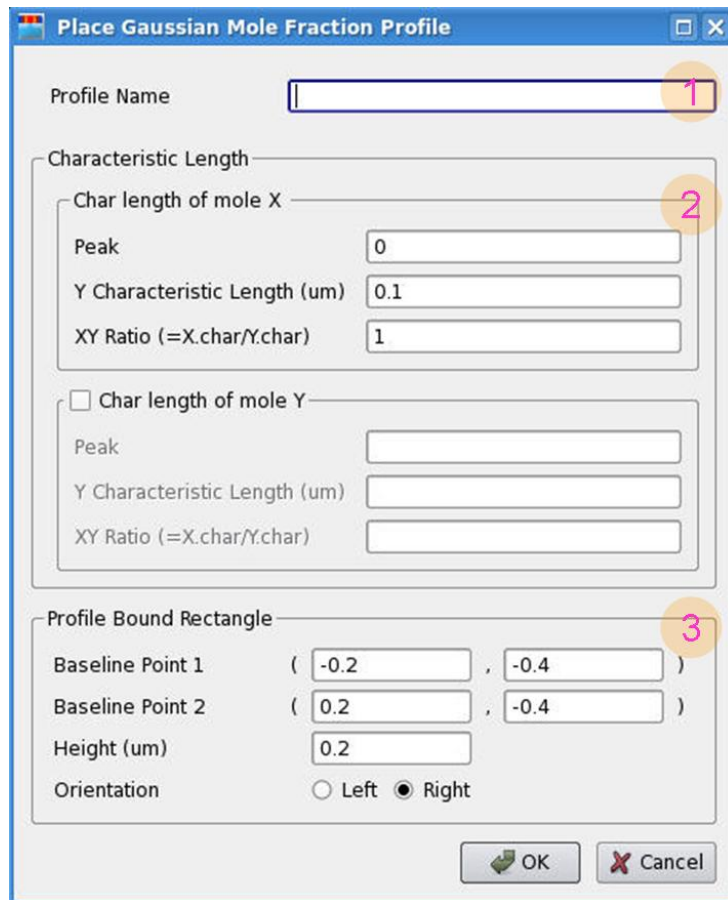 Place Gaussian Mole Fraction Profile
Profile Name 1
Characteristic Length
Char length of mole X 2
Peak 0
Y Characteristic Length (um) 0.1
XY Ratio (=X.char/Y.char) 1
Char length of mole Y
Peak
Y Characteristic Length (um)
XY Ratio (=X.char/Y.char)
Profile Bound Rectangle 3
Baseline Point 1 ( -0.2 , -0.4 )
Baseline Point 2 ( 0.2 , -0.4 )
Height (um) 0.2
Orientation Left Right
OK Cancel